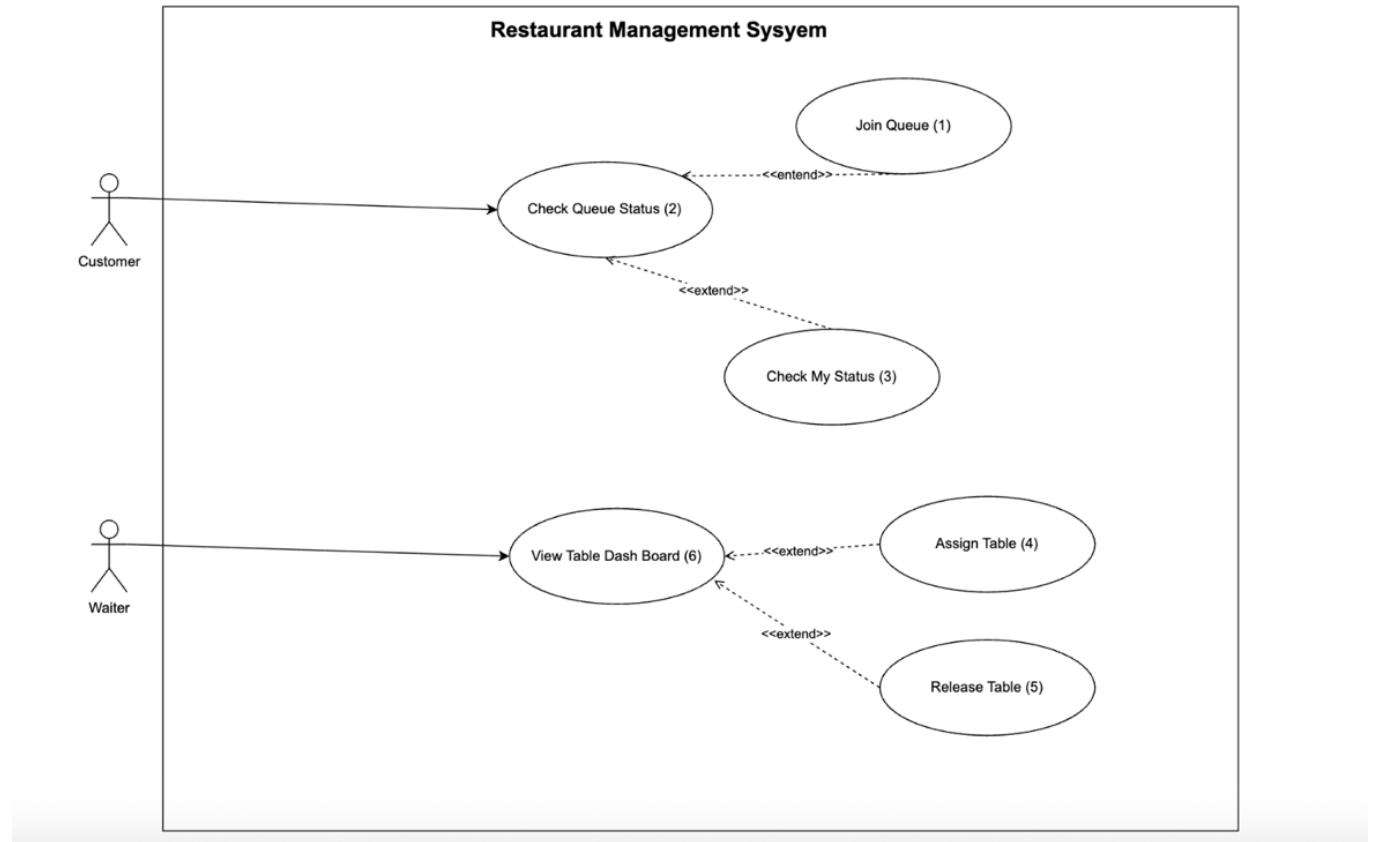 Restaurant Management Sysyem
Join Queue (1)
<<entend>>
Check Queue Status (2)
Customer
<<extend>>
Check My Status (3)
Assign Table (4)
View Table Dash Board (6)
<<extend>>
Waiter
<<extend>>
Release Table (5)